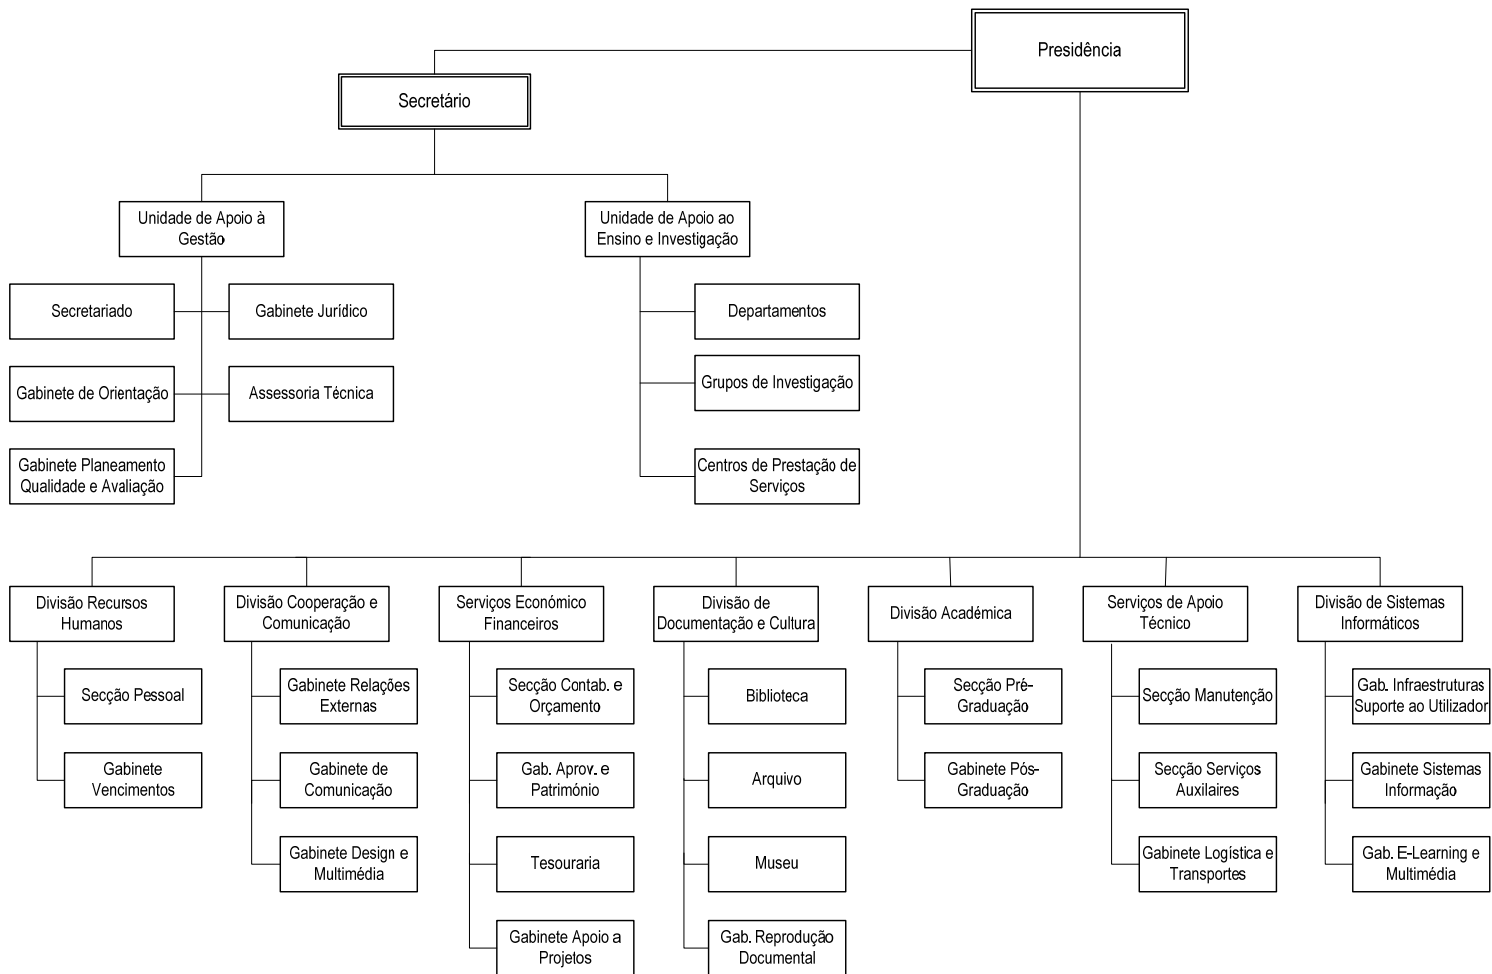 Presidência
Secretário
Unidade de Apoio à
Gestão
Unidade de Apoio ao
Ensino e Investigação
Secretariado
Gabinete Jurídico
Departamentos
Gabinete de Orientação
Assessoria Técnica
Grupos de Investigação
Gabinete Planeamento
Qualidade e Avaliação
Centros de Prestação de
Serviços
Divisão Recursos
Humanos
Divisão Cooperação e
Comunicação
Serviços Económico
Financeiros
Divisão de
Documentação e Cultura
Divisão Académica
Serviços de Apoio
Técnico
Divisão de Sistemas
Informáticos
Secção Pessoal
Gabinete Relações
Externas
Secção Contab. e
Orçamento
Biblioteca
Secção Pré-
Graduação
Secção Manutenção
Gab. Infraestruturas
Suporte ao Utilizador
Gabinete
Vencimentos
Gabinete de
Comunicação
Gab. Aprov. e
Património
Arquivo
Gabinete Pós-
Graduação
Secção Serviços
Auxilaires
Gabinete Sistemas
Informação
Gabinete Design e
Multimédia
Tesouraria
Museu
Gabinete Logística e
Transportes
Gab. E-Learning e
Multimédia
Gabinete Apoio a
Projetos
Gab. Reprodução
Documental